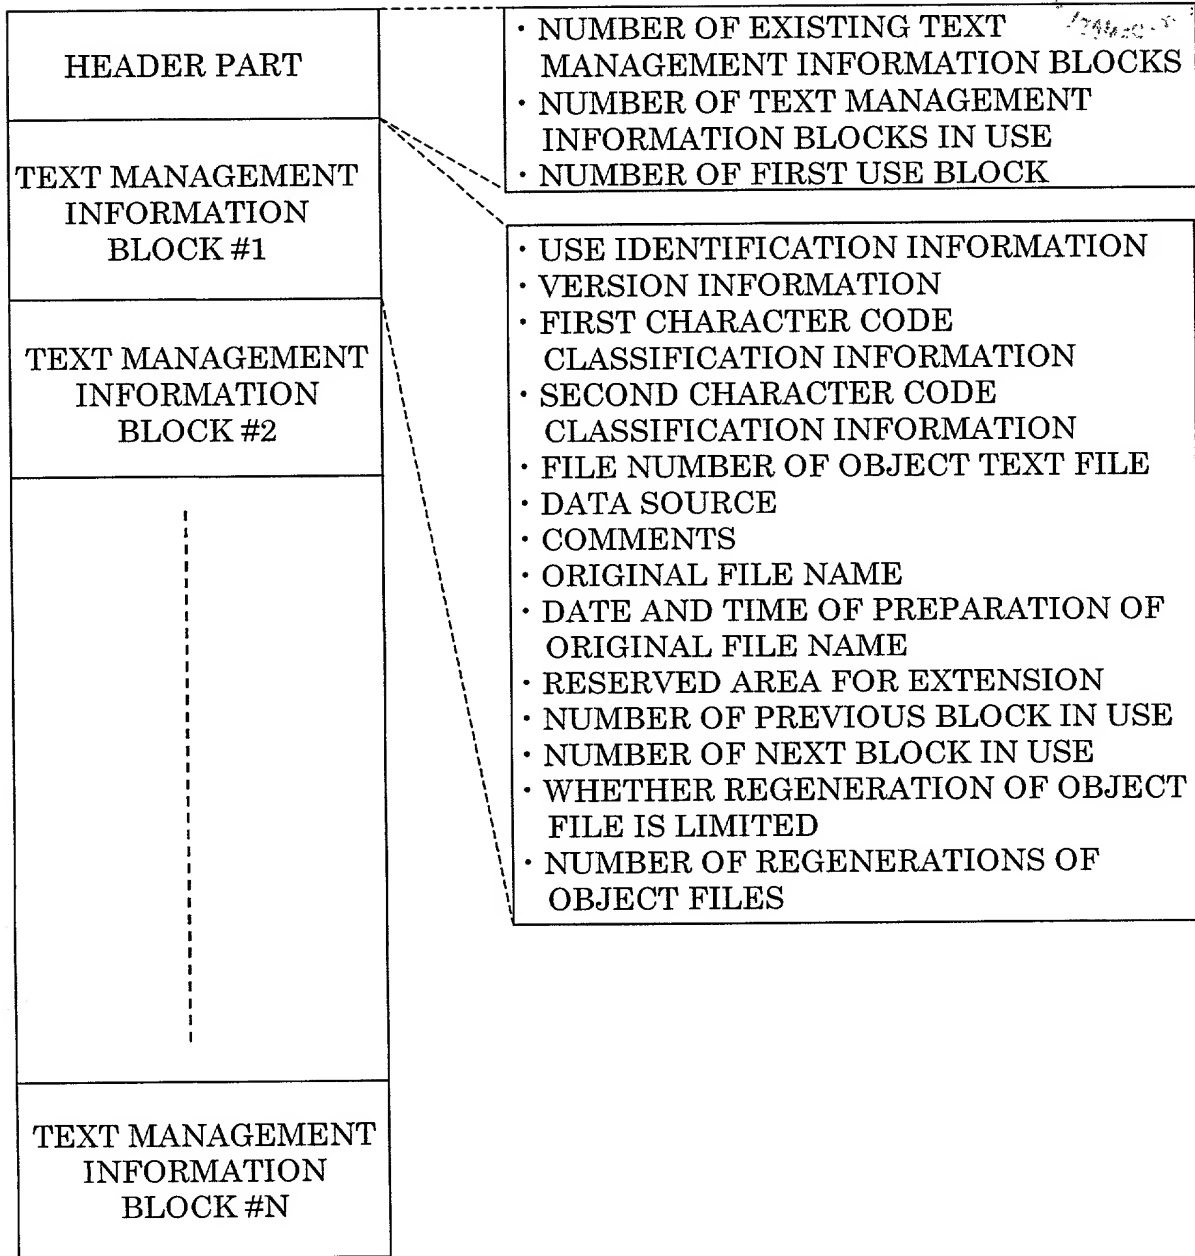 HEADER PART
TEXT MANAGEMENT
INFORMATION
BLOCK #1
TEXT MANAGEMENT
INFORMATION
BLOCK #2
TEXT MANAGEMENT
INFORMATION
BLOCK #N
・NUMBER OF EXISTING TEXT
MANAGEMENT INFORMATION BLOCKS
・NUMBER OF TEXT MANAGEMENT
INFORMATION BLOCKS IN USE
・NUMBER OF FIRST USE BLOCK
・USE IDENTIFICATION INFORMATION
・VERSION INFORMATION
・FIRST CHARACTER CODE
CLASSIFICATION INFORMATION
・SECOND CHARACTER CODE
CLASSIFICATION INFORMATION
・FILE NUMBER OF OBJECT TEXT FILE
・DATA SOURCE
・COMMENTS
・ORIGINAL FILE NAME
・DATE AND TIME OF PREPARATION OF
ORIGINAL FILE NAME
・RESERVED AREA FOR EXTENSION
・NUMBER OF PREVIOUS BLOCK IN USE
・NUMBER OF NEXT BLOCK IN USE
・WHETHER REGENERATION OF OBJECT
FILE IS LIMITED
・NUMBER OF REGENERATIONS OF
OBJECT FILES